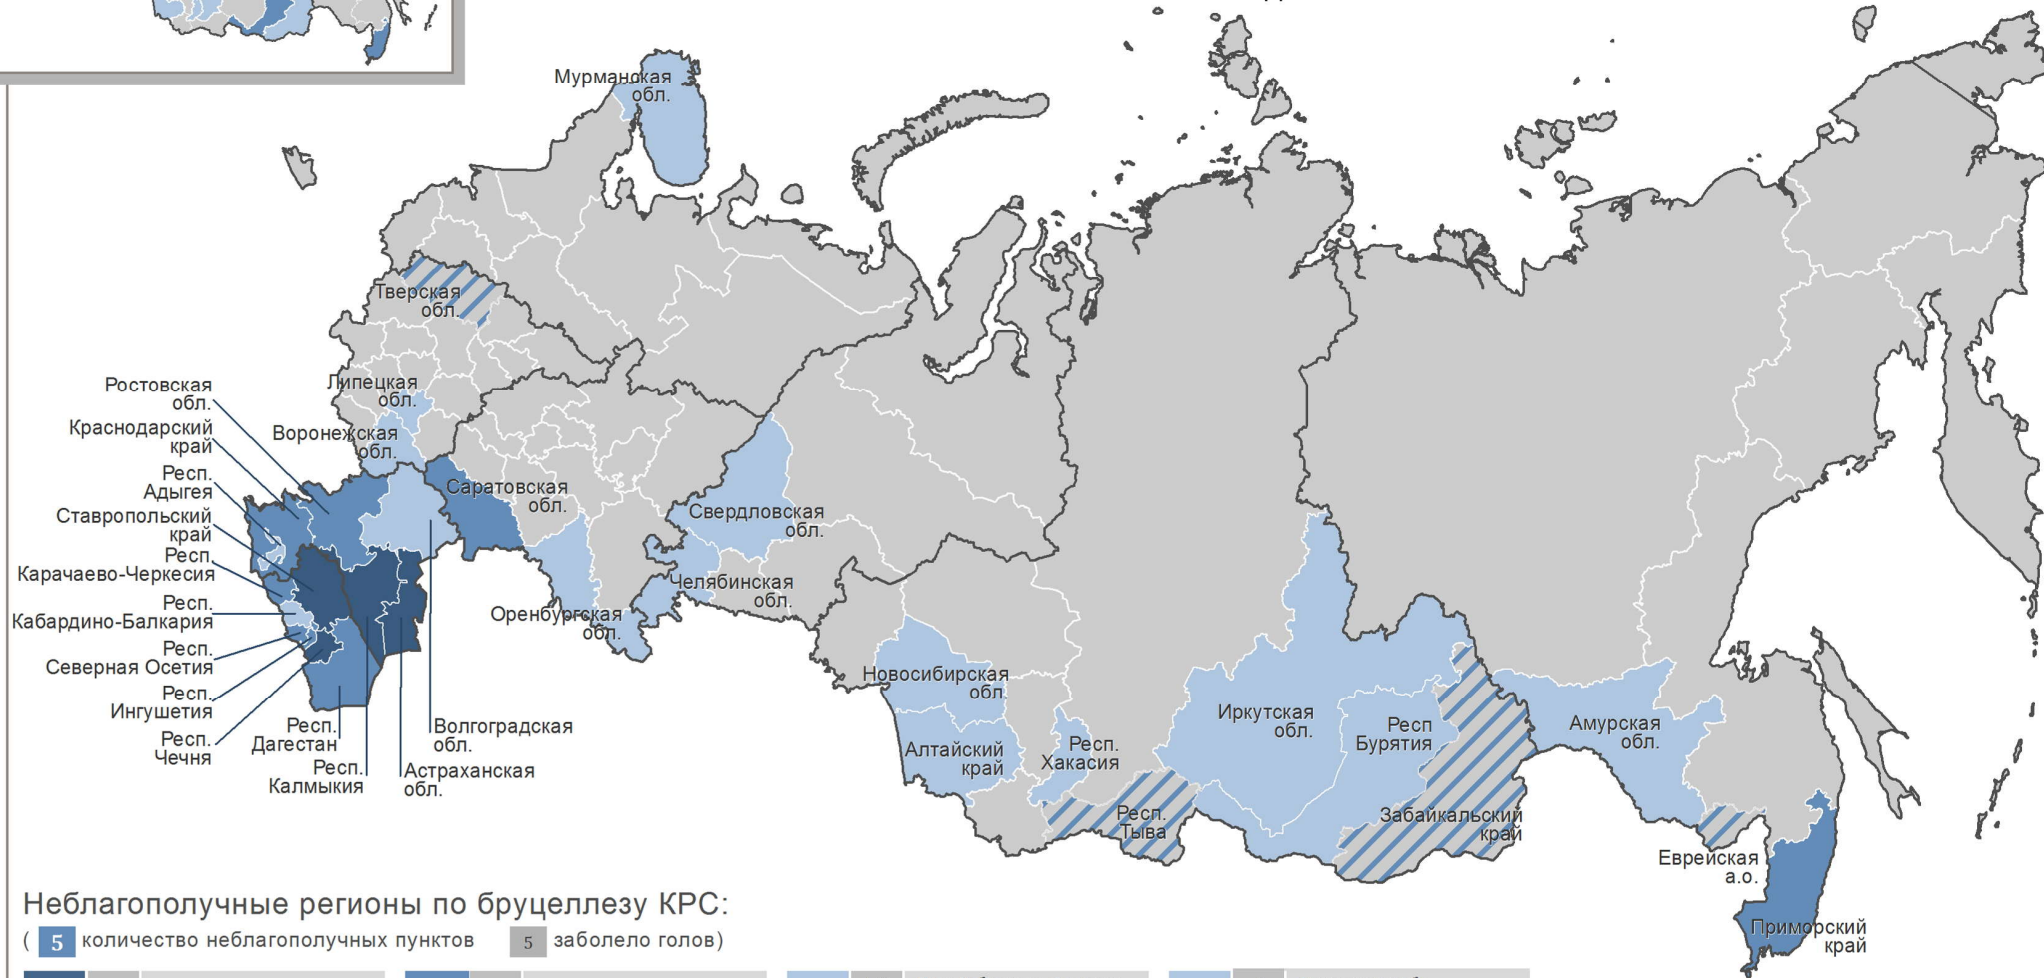 Мурманская
обл.
Тверская
обл.
Липецкая
обл.
Воронежская
обл.
Ростовская
обл.
Краснодарский
край
Респ.
Адыгея
Ставропольский
край
Респ.
Карачаево-Черкесия
Респ.
Кабардино-Балкария
Респ.
Северная Осетия
Респ.
Ингушетия
Респ.
Чечня
Респ.
Дагестан
Респ.
Калмыкия
Волгоградская
обл.
Астраханская
обл.
Саратовская
обл.
Оренбургская
обл.
Свердловская
обл.
Челябинская
обл.
Новосибирская
обл
Алтайский
край
Респ.
Хакасия
Респ.
Тыва
Иркутская
обл.
Респ
Бурятия
Забайкальский
край
Амурская
обл.
Еврейская
а.о.
Приморский
край
Неблагополучные регионы по бруцеллезу КРС:
( 5 количество неблагополучных пунктов 5 заболело голов)